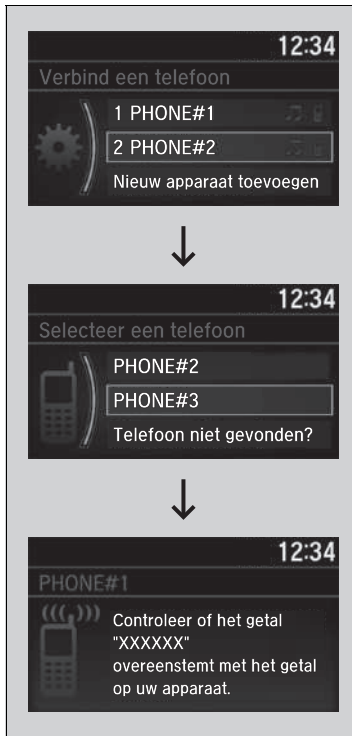 12:34
Verbind een telefoon
1 PHONE#1
2 PHONE#2
Nieuw apparaat toevoegen
12:34
Selecteer een telefoon
PHONE#2
PHONE#3
Telefoon niet gevonden?
12:34
PHONE#1
Controleer of het getal
"XXXXXX"
overeenstemt met het getal
op uw apparaat.